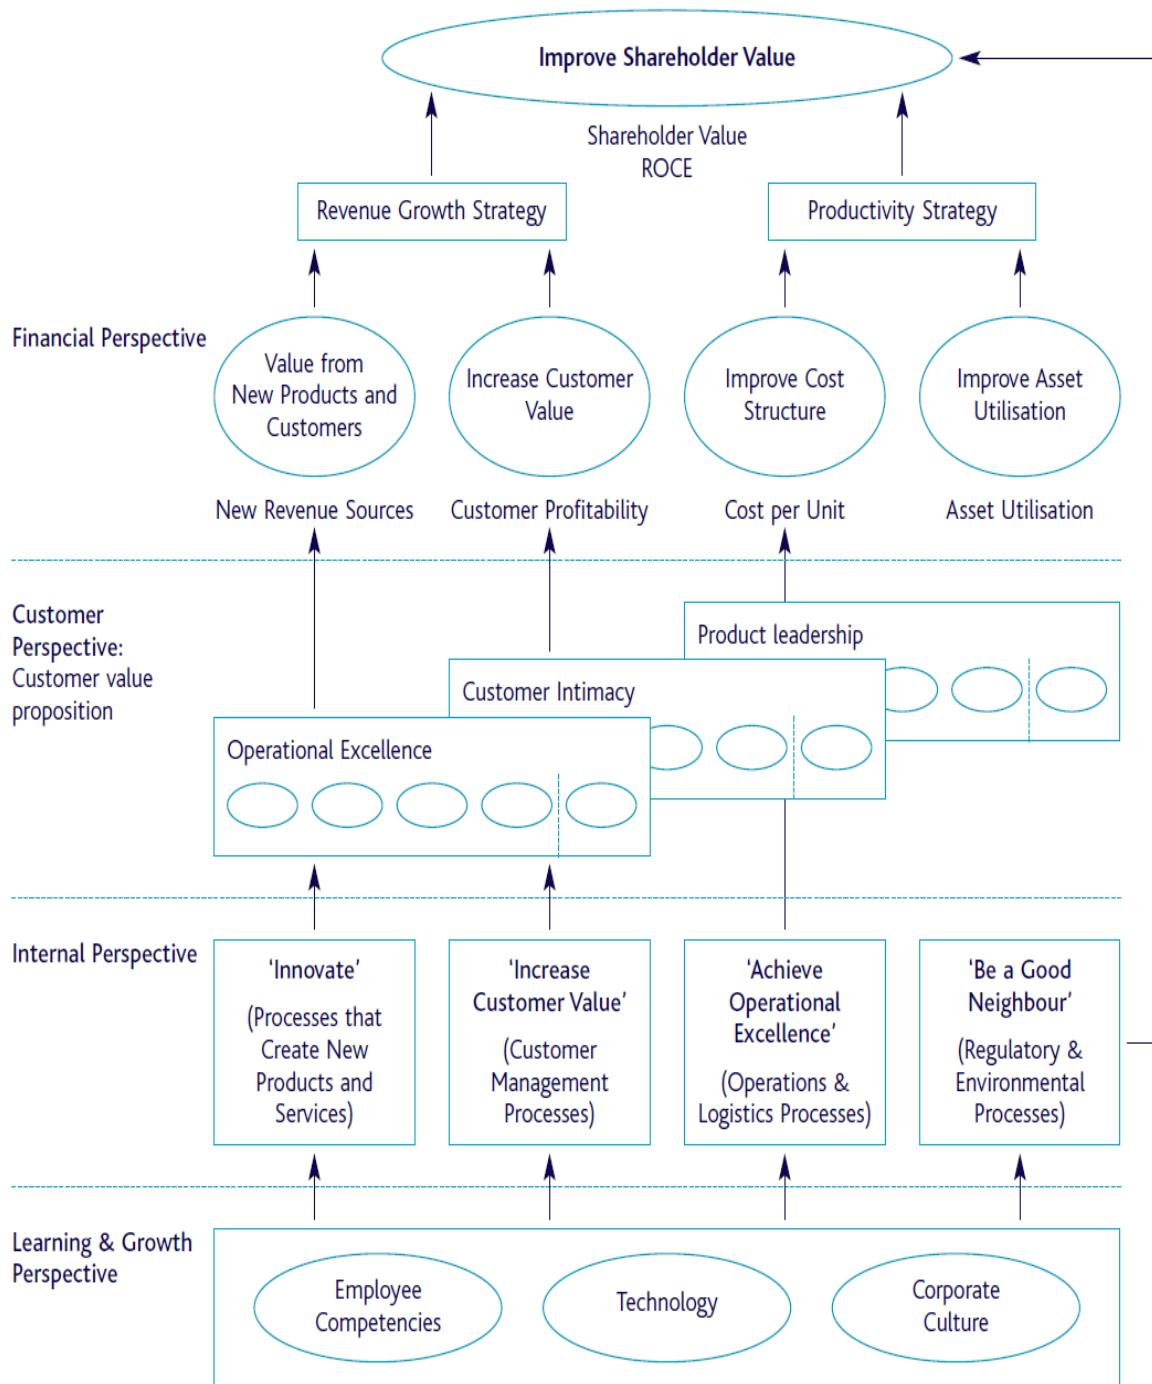 Improve Shareholder Value
Shareholder Value
ROCE
Revenue Growth Strategy
Productivity Strategy
Financial Perspective
Value from
New Products and
Customers
Increase Customer
Value
Improve Cost
Structure
Improve Asset
Utilisation
New Revenue Sources
Customer Profitability
Cost per Unit
Asset Utilisation
Customer
Perspective:
Customer value
proposition
Product leadership
Customer Intimacy
Operational Excellence
Internal Perspective
‘Innovate’
(Processes that
Create New
Products and
Services)
‘Increase
Customer Value’
(Customer
Management
Processes)
‘Achieve
Operational
Excellence’
(Operations &
Logistics Processes)
‘Be a Good
Neighbour’
(Regulatory &
Environmental
Processes)
Learning & Growth
Perspective
Employee
Competencies
Technology
Corporate
Culture